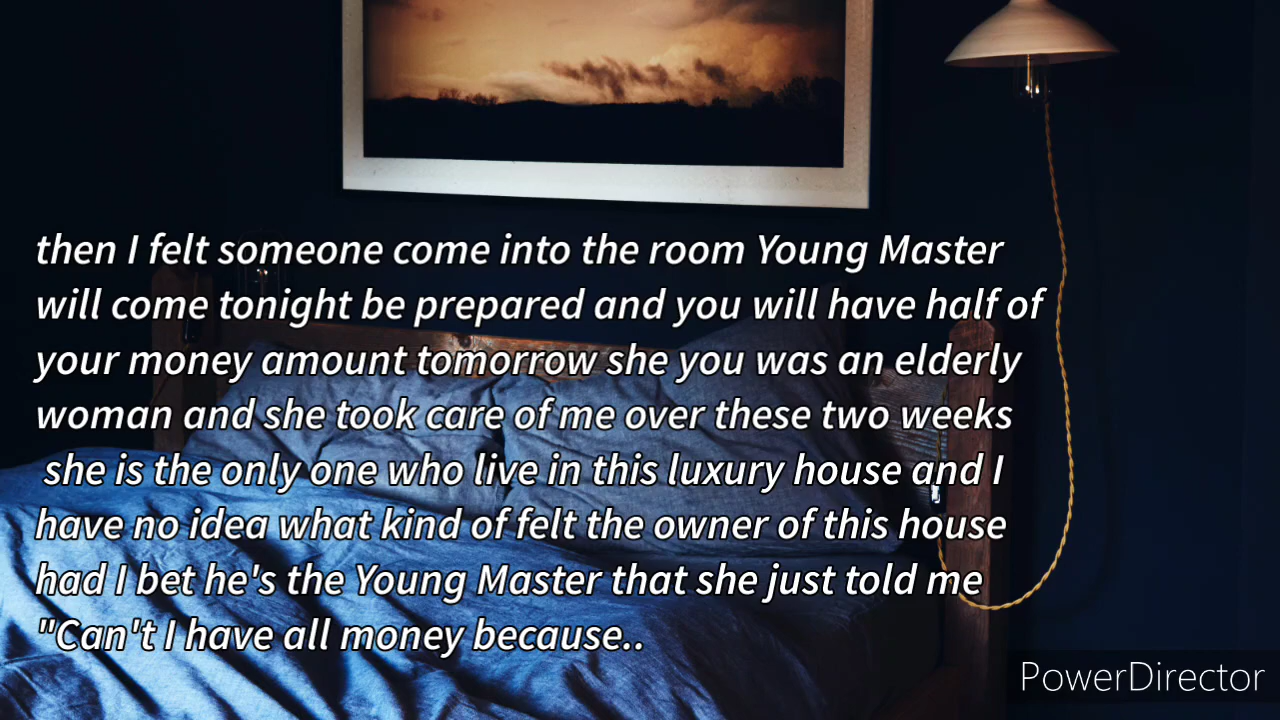 then I felt someone come into the room Young Master
will come tonight be prepared and you will have half of
your money amount tomorrow she you was an elderly
woman and she took care of me over these two weeks
she is the only one who live in this luxury house and I
have no idea what kind of felt the owner of this house
had I bet he's the Young Master that she just told me
"Can't I have all money because..
PowerDirector